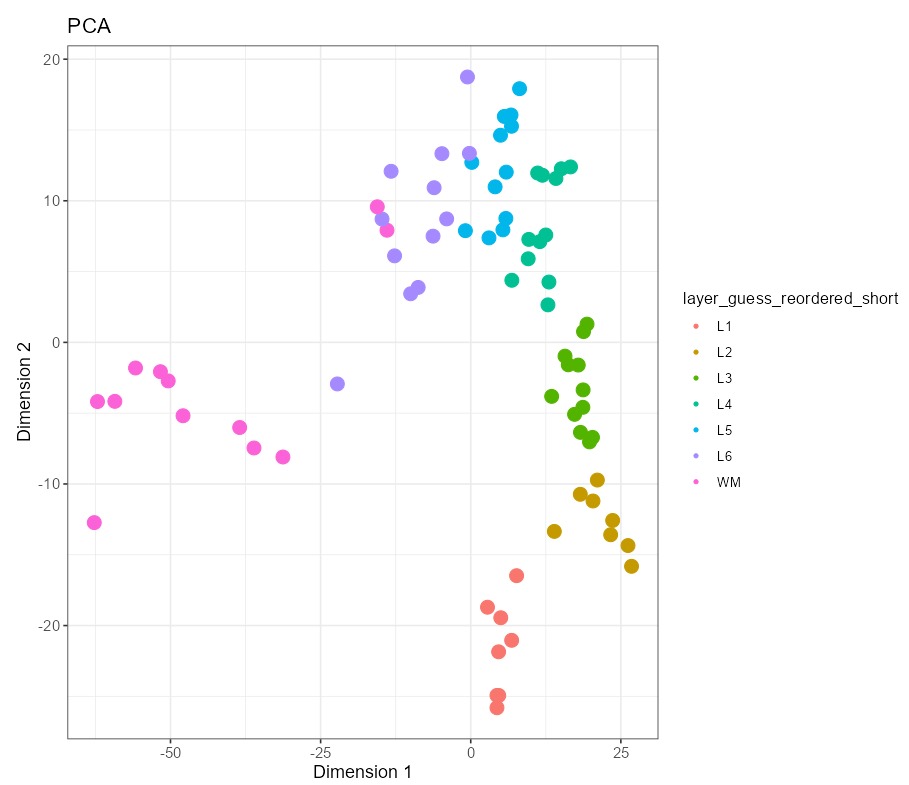 PCA
20
10
0
-10
-20
Dimension 2
-50
-25
0
25
Dimension 1
layer_guess_reordered_short
L1
L2
L3
L4
L5
L6
WM